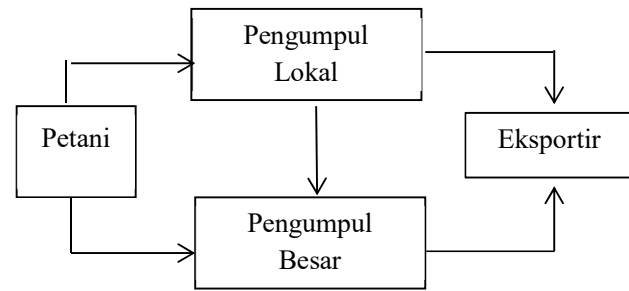 Pengumpul
Lokal
Petani
Eksportir
Pengumpul
Besar